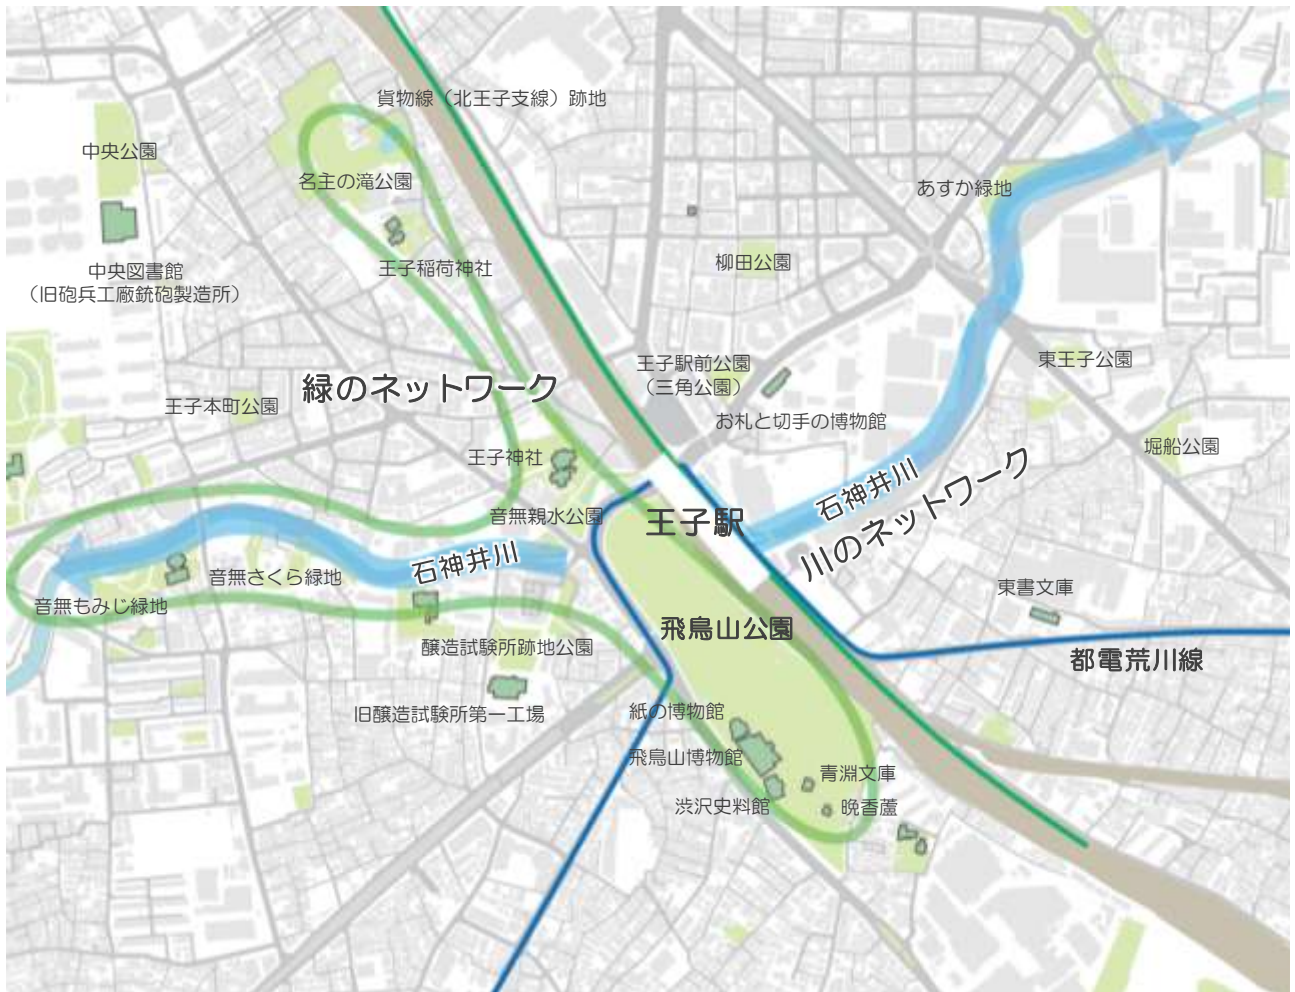 貨物線（北王子支線）跡地
中央公園
名主の滝公園
あすか緑地
中央図書館
（旧砲兵工廠銃砲製造所）
王子稲荷神社
柳田公園
王子駅前公園
（三角公園）
東王子公園
緑のネットワーク
王子本町公園
お札と切手の博物館
堀船公園
王子神社
石神井川
川のネットワーク
音無親水公園
王子駅
石神井川
音無さくら緑地
音無もみじ緑地
東書文庫
飛鳥山公園
醸造試験所跡地公園
都電荒川線
旧醸造試験所第一工場
紙の博物館
飛鳥山博物館
青淵文庫
渋沢史料館
晩香蘆